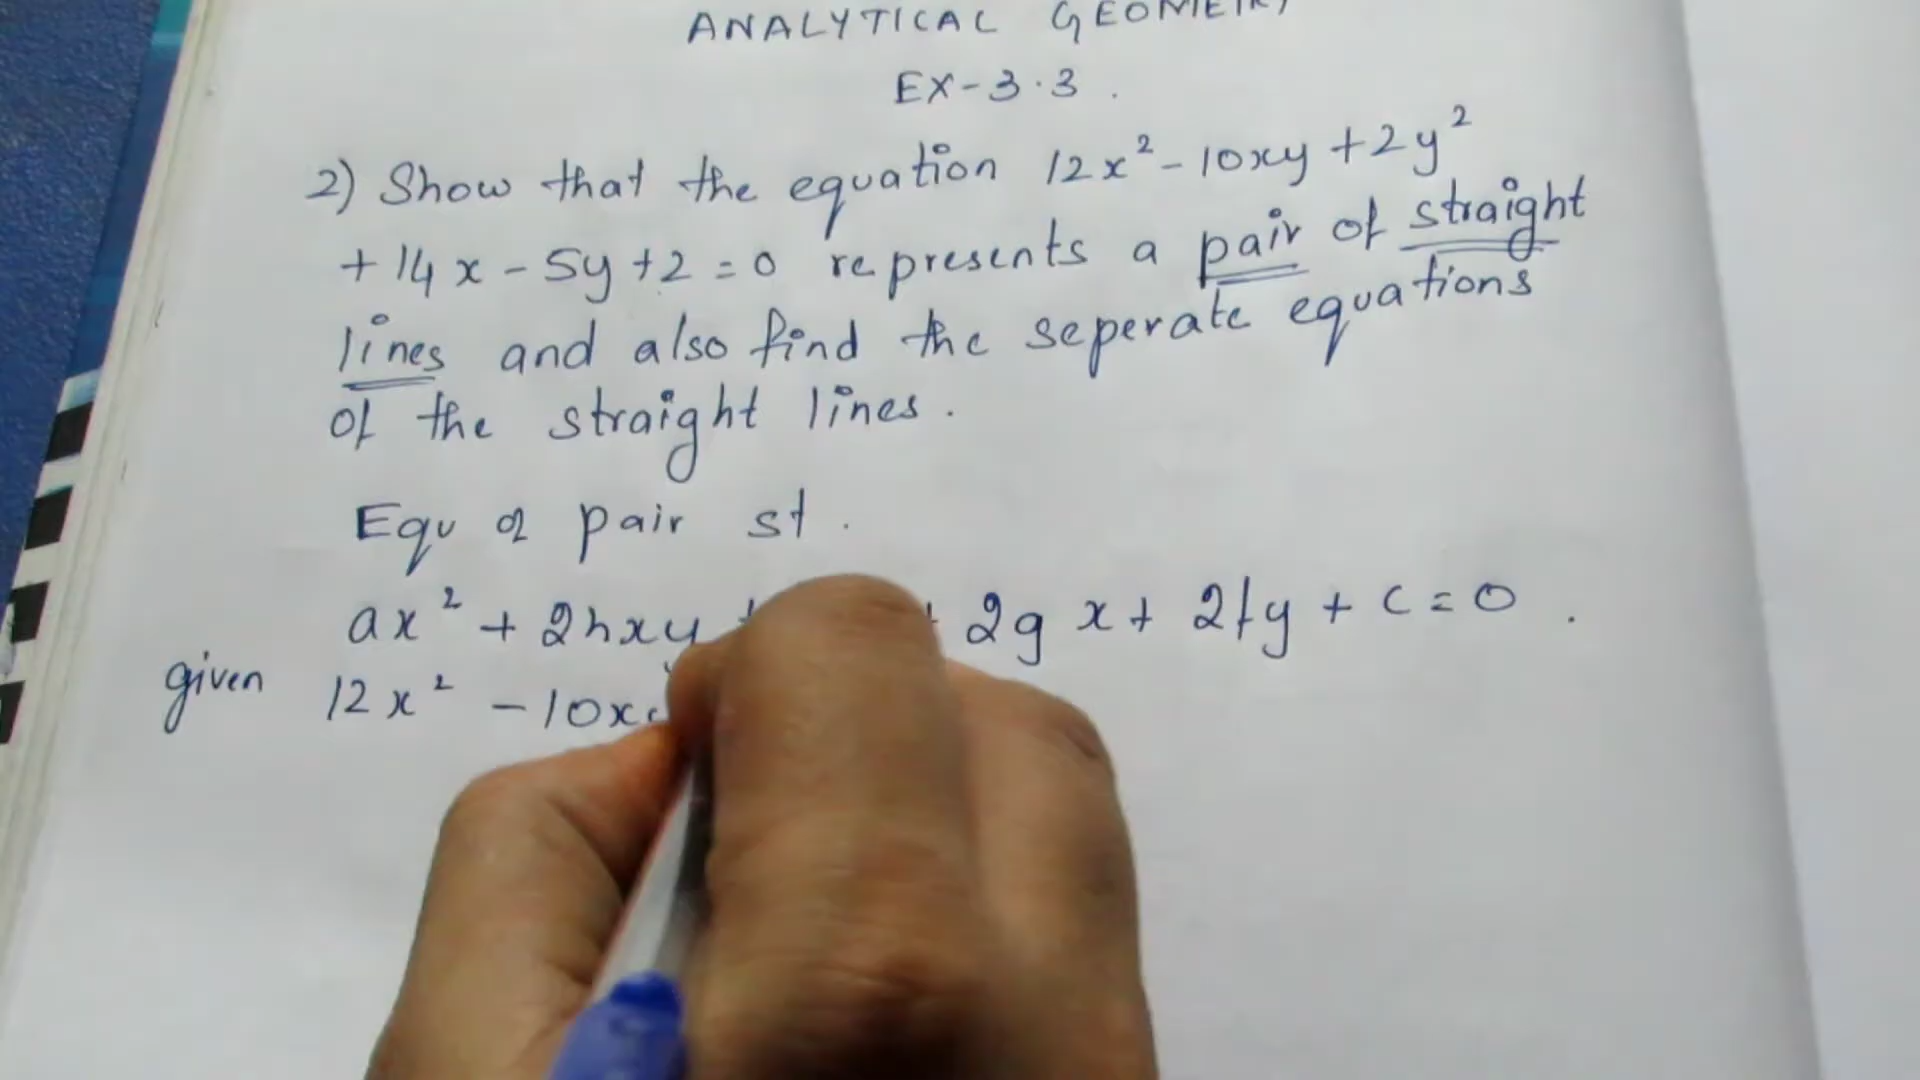 ANALYTICAL GEOMETRY
EX-3.3.
2) Show that the equation 12x² - 10xy + 2y²
+ 14x - 5y + 2 = 0 represents a pair of straight
lines and also find the seperate equations
of the straight lines.
Equ of pair st.
ax² + 2hxy + 2gx + 2fy + c = 0.
given 12x² - 10x